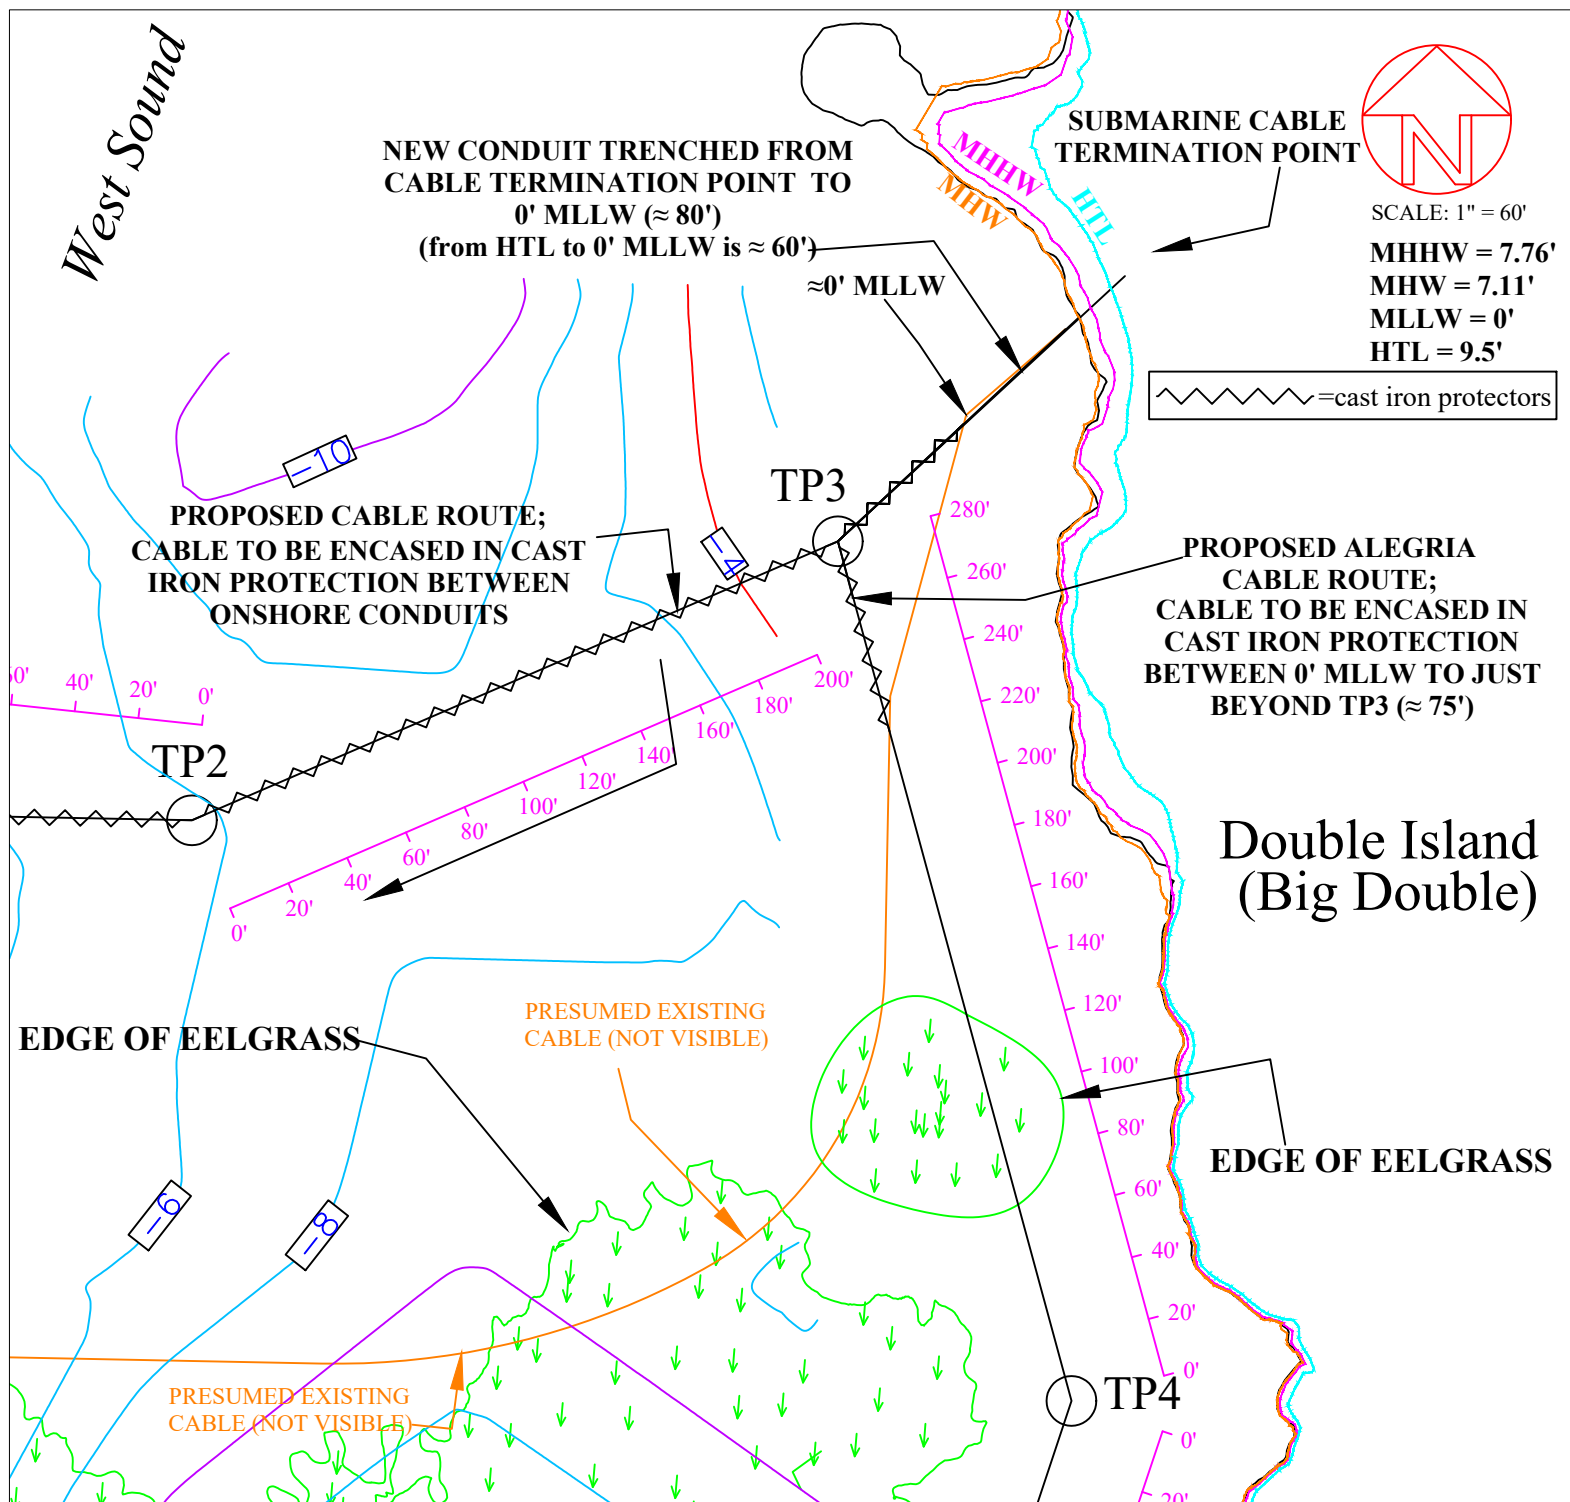 West Sound
NEW CONDUIT TRENCHED FROM
CABLE TERMINATION POINT TO
0' MLLW (≈ 80')
(from HTL to 0' MLLW is ≈ 60')
≈0' MLLW
MHHW
MHW
HTL
SUBMARINE CABLE
TERMINATION POINT
N
SCALE: 1" = 60'
MHHW = 7.76'
MHW = 7.11'
MLLW = 0'
HTL = 9.5'
=cast iron protectors
-10
TP3
PROPOSED CABLE ROUTE;
CABLE TO BE ENCASED IN CAST
IRON PROTECTION BETWEEN
ONSHORE CONDUITS
-4
PROPOSED ALEGRIA
CABLE ROUTE;
CABLE TO BE ENCASED IN
CAST IRON PROTECTION
BETWEEN 0' MLLW TO JUST
BEYOND TP3 (≈ 75')
40'
20'
0'
TP2
200'
180'
160'
140'
120'
100'
80'
60'
40'
20'
0'
280'
260'
240'
220'
200'
180'
160'
140'
120'
100'
80'
60'
40'
20'
0'
Double Island
(Big Double)
EDGE OF EELGRASS
PRESUMED EXISTING
CABLE (NOT VISIBLE)
EDGE OF EELGRASS
-6
-8
PRESUMED EXISTING
CABLE (NOT VISIBLE)
TP4
0'
20'